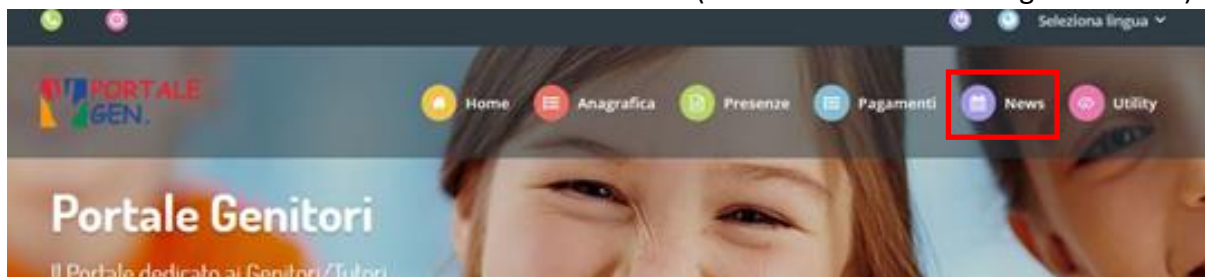 Seleziona lingua
PORTALE
GEN.
Home Anagrafica Presenze Pagamenti News Utility
Portale Genitori
Il Portale dedicato ai Genitori/Tutori